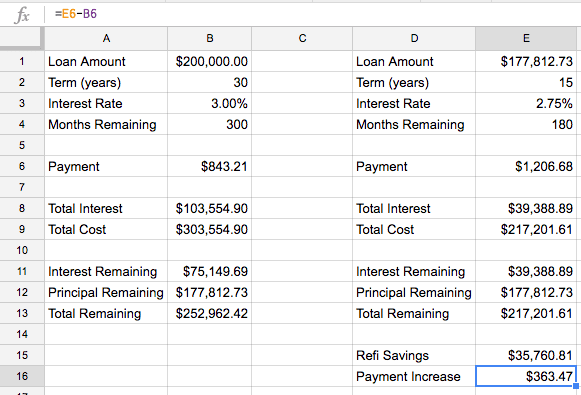 fx =E6-B6
A B C D E
1 Loan Amount $200,000.00 Loan Amount $177,812.73
2 Term (years) 30 Term (years) 15
3 Interest Rate 3.00% Interest Rate 2.75%
4 Months Remaining 300 Months Remaining 180
5
6 Payment $843.21 Payment $1,206.68
7
8 Total Interest $103,554.90 Total Interest $39,388.89
9 Total Cost $303,554.90 Total Cost $217,201.61
10
11 Interest Remaining $75,149.69 Interest Remaining $39,388.89
12 Principal Remaining $177,812.73 Principal Remaining $177,812.73
13 Total Remaining $252,962.42 Total Remaining $217,201.61
14
15 Refi Savings $35,760.81
16 Payment Increase $363.47